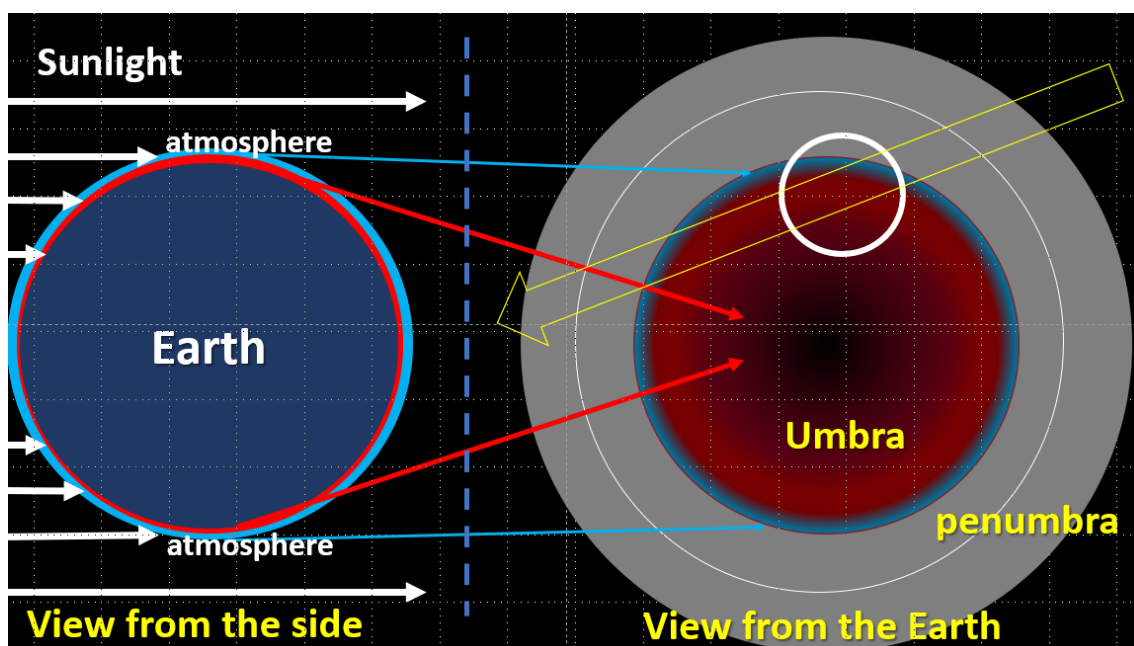 Sunlight
atmosphere
Earth
atmosphere
View from the side
Umbra
penumbra
View from the Earth